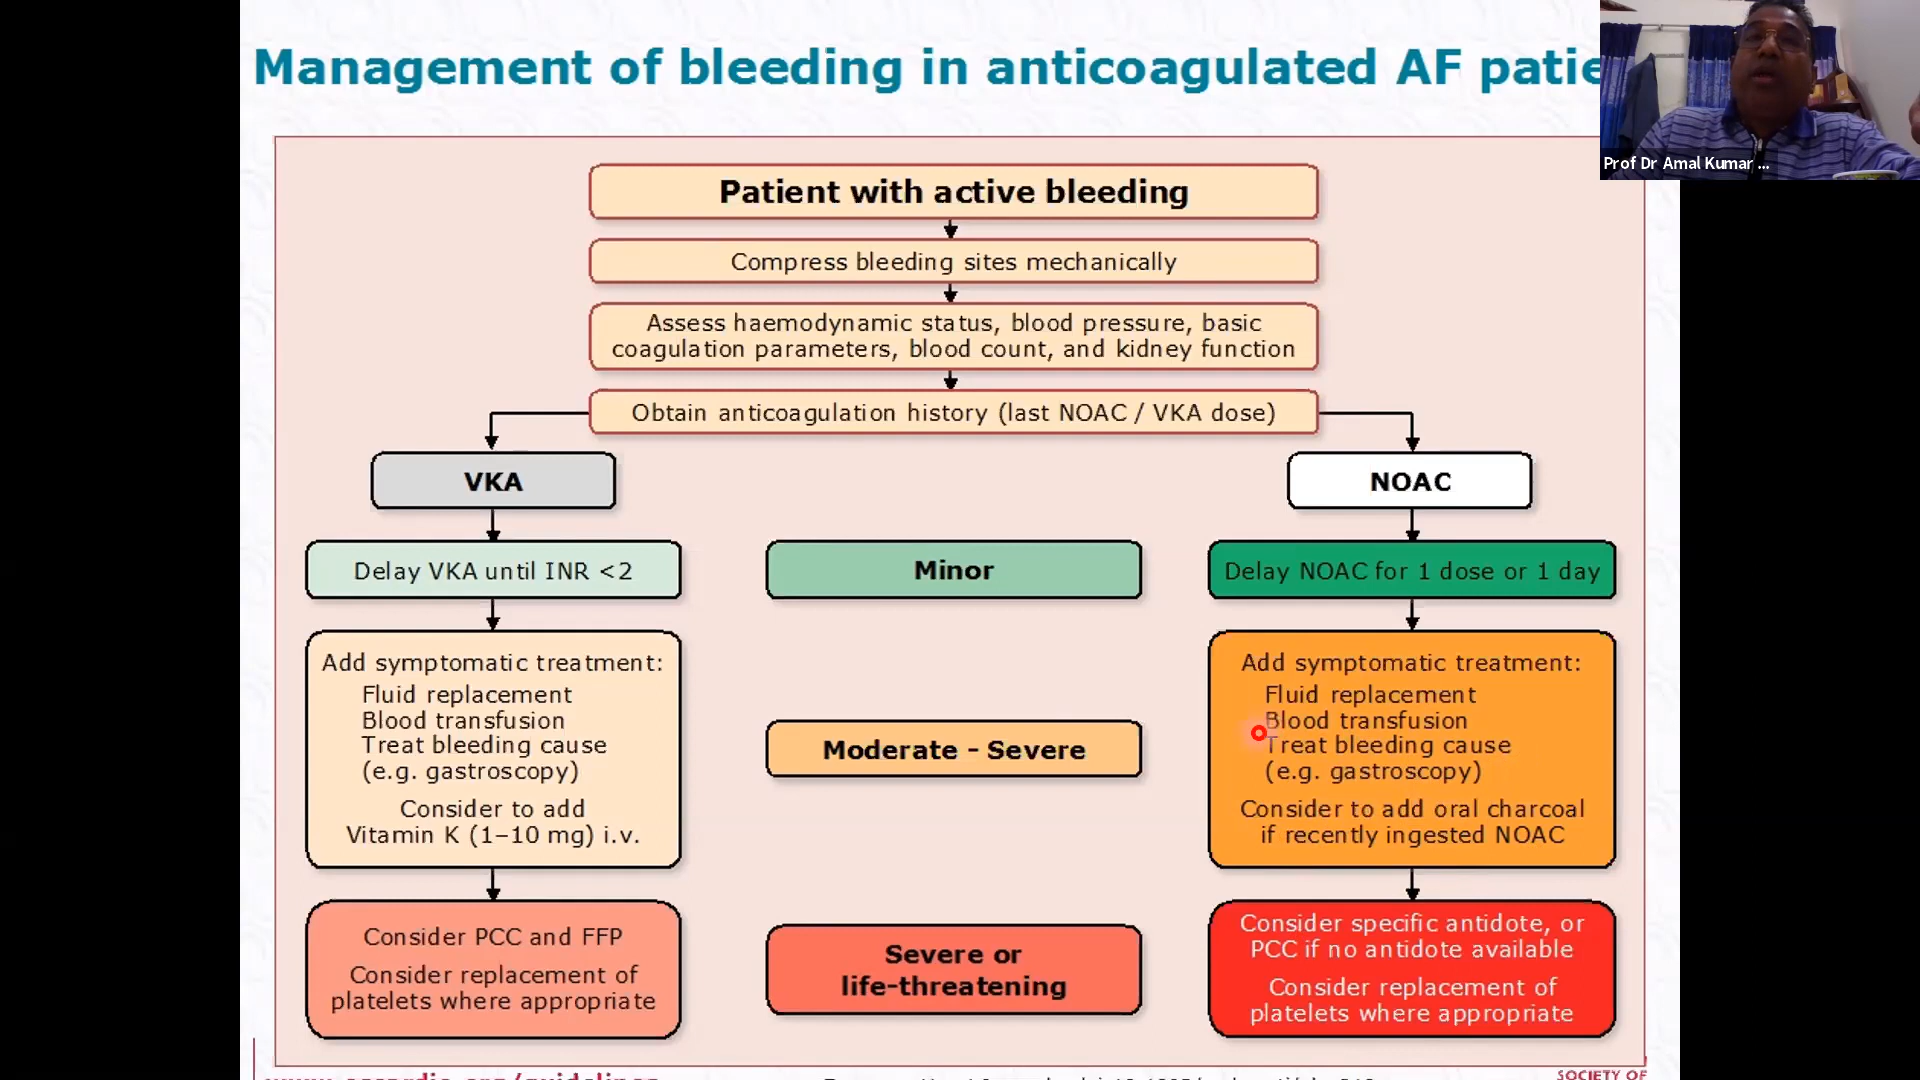 Management of bleeding in anticoagulated AF
Prof Dr Amal Kumar ...
Patient with active bleeding
Compress bleeding sites mechanically
Assess haemodynamic status, blood pressure, basic
coagulation parameters, blood count, and kidney function
Obtain anticoagulation history (last NOAC / VKA dose)
VKA
NOAC
Delay VKA until INR <2
Minor
Delay NOAC for 1 dose or 1 day
Add symptomatic treatment:
Fluid replacement
Blood transfusion
Treat bleeding cause
(e.g. gastroscopy)
Consider to add
Vitamin K (1–10 mg) i.v.
Moderate - Severe
Add symptomatic treatment:
Fluid replacement
Blood transfusion
Treat bleeding cause
(e.g. gastroscopy)
Consider to add oral charcoal
if recently ingested NOAC
Consider PCC and FFP
Consider replacement of
platelets where appropriate
Severe or
life-threatening
Consider specific antidote, or
PCC if no antidote available
Consider replacement of
platelets where appropriate
SOCIETY OF